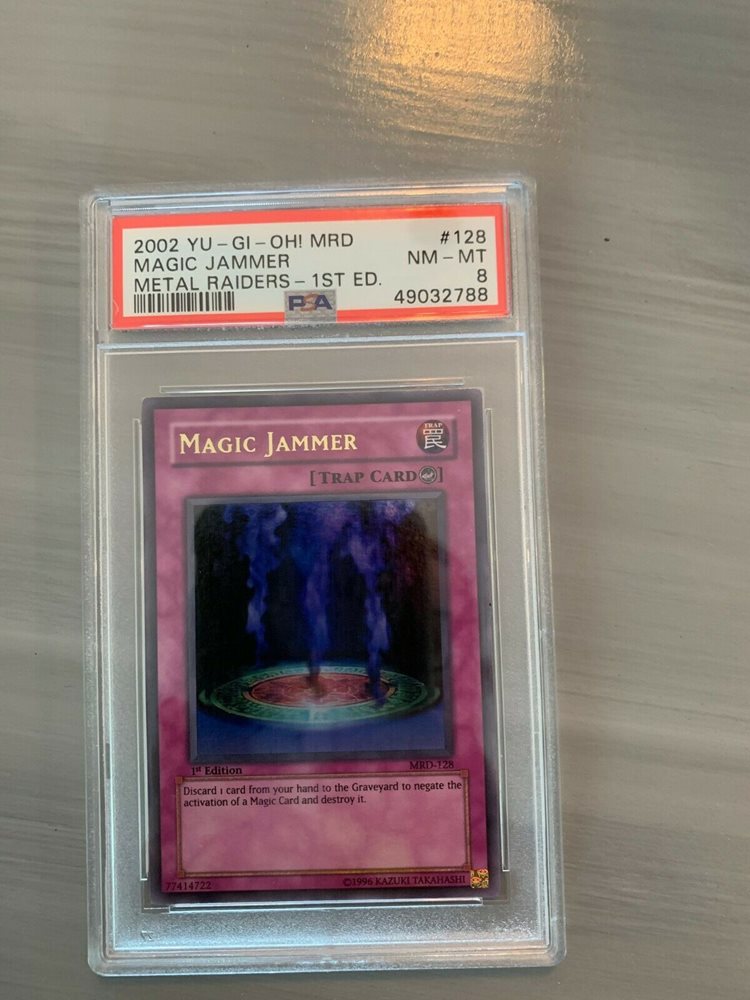 2002 YU-GI-OH! MRD #128
MAGIC JAMMER NM-MT
METAL RAIDERS-1ST ED. 8
PSA 49032788
MAGIC JAMMER
TRAP
罠
[TRAP CARD]
1st Edition MRD-128
Discard 1 card from your hand to the Graveyard to negate the
activation of a Magic Card and destroy it.
77414722 ©1996 KAZUKI TAKAHASHI